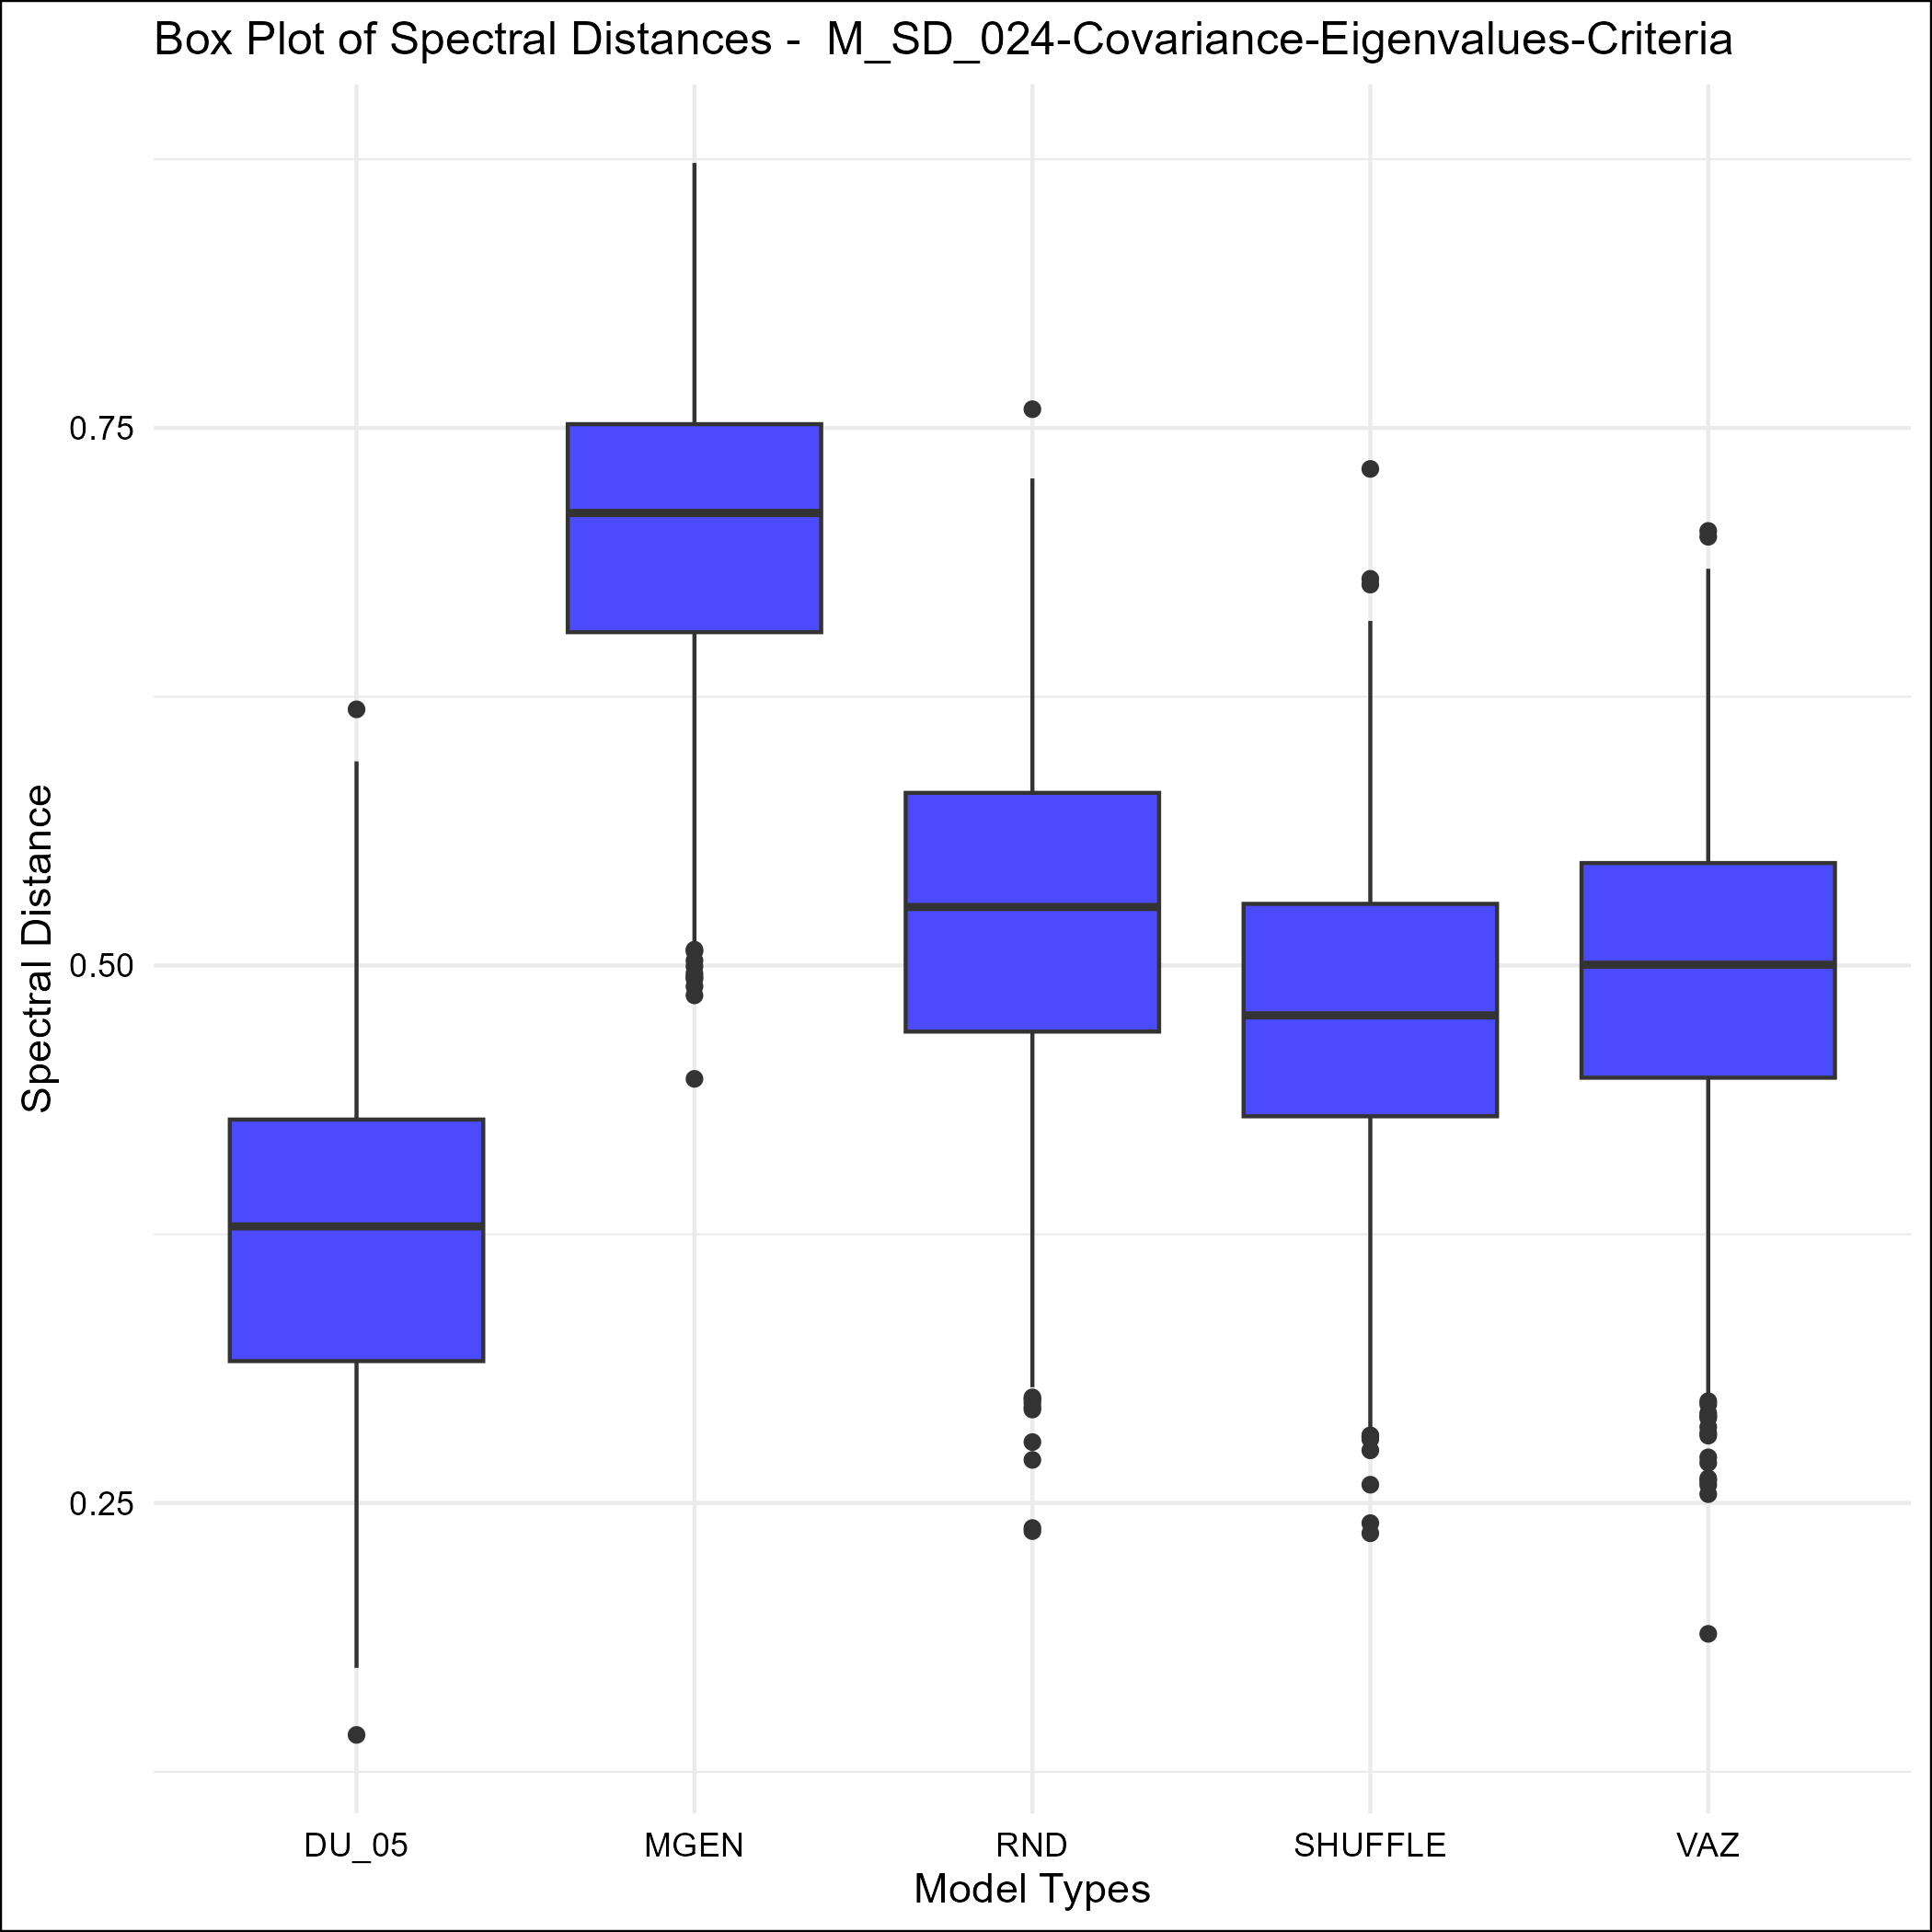 Box Plot of Spectral Distances -  M_SD_024-Covariance-Eigenvalues-Criteria
Spectral Distance
0.75
0.50
0.25
DU_05 MGEN RND SHUFFLE VAZ
Model Types